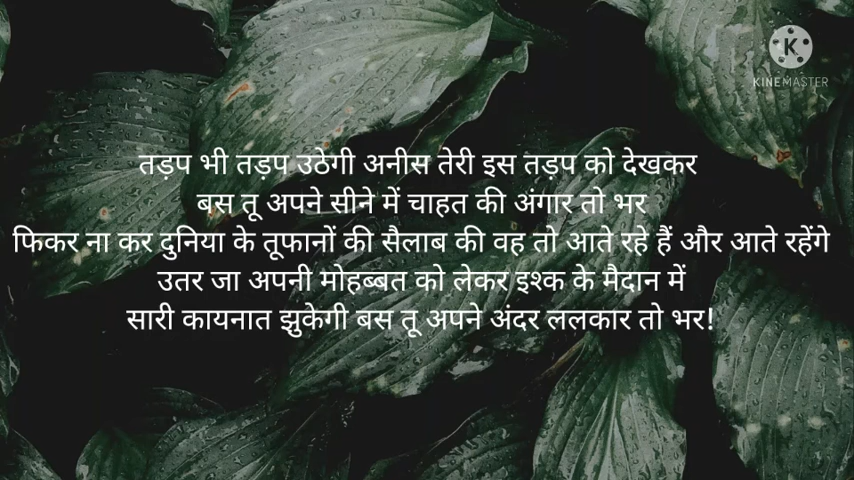 KINEMASTER
तड़प भी तड़प उठेगी अनीस तेरी इस तड़प को देखकर
बस तू अपने सीने में चाहत की अंगार तो भर
फिकर ना कर दुनिया के तूफानों की सैलाब की वह तो आते रहे हैं और आते रहेंगे
उतर जा अपनी मोहब्बत को लेकर इश्क के मैदान में
सारी कायनात झुकेगी बस तू अपने अंदर ललकार तो भर!